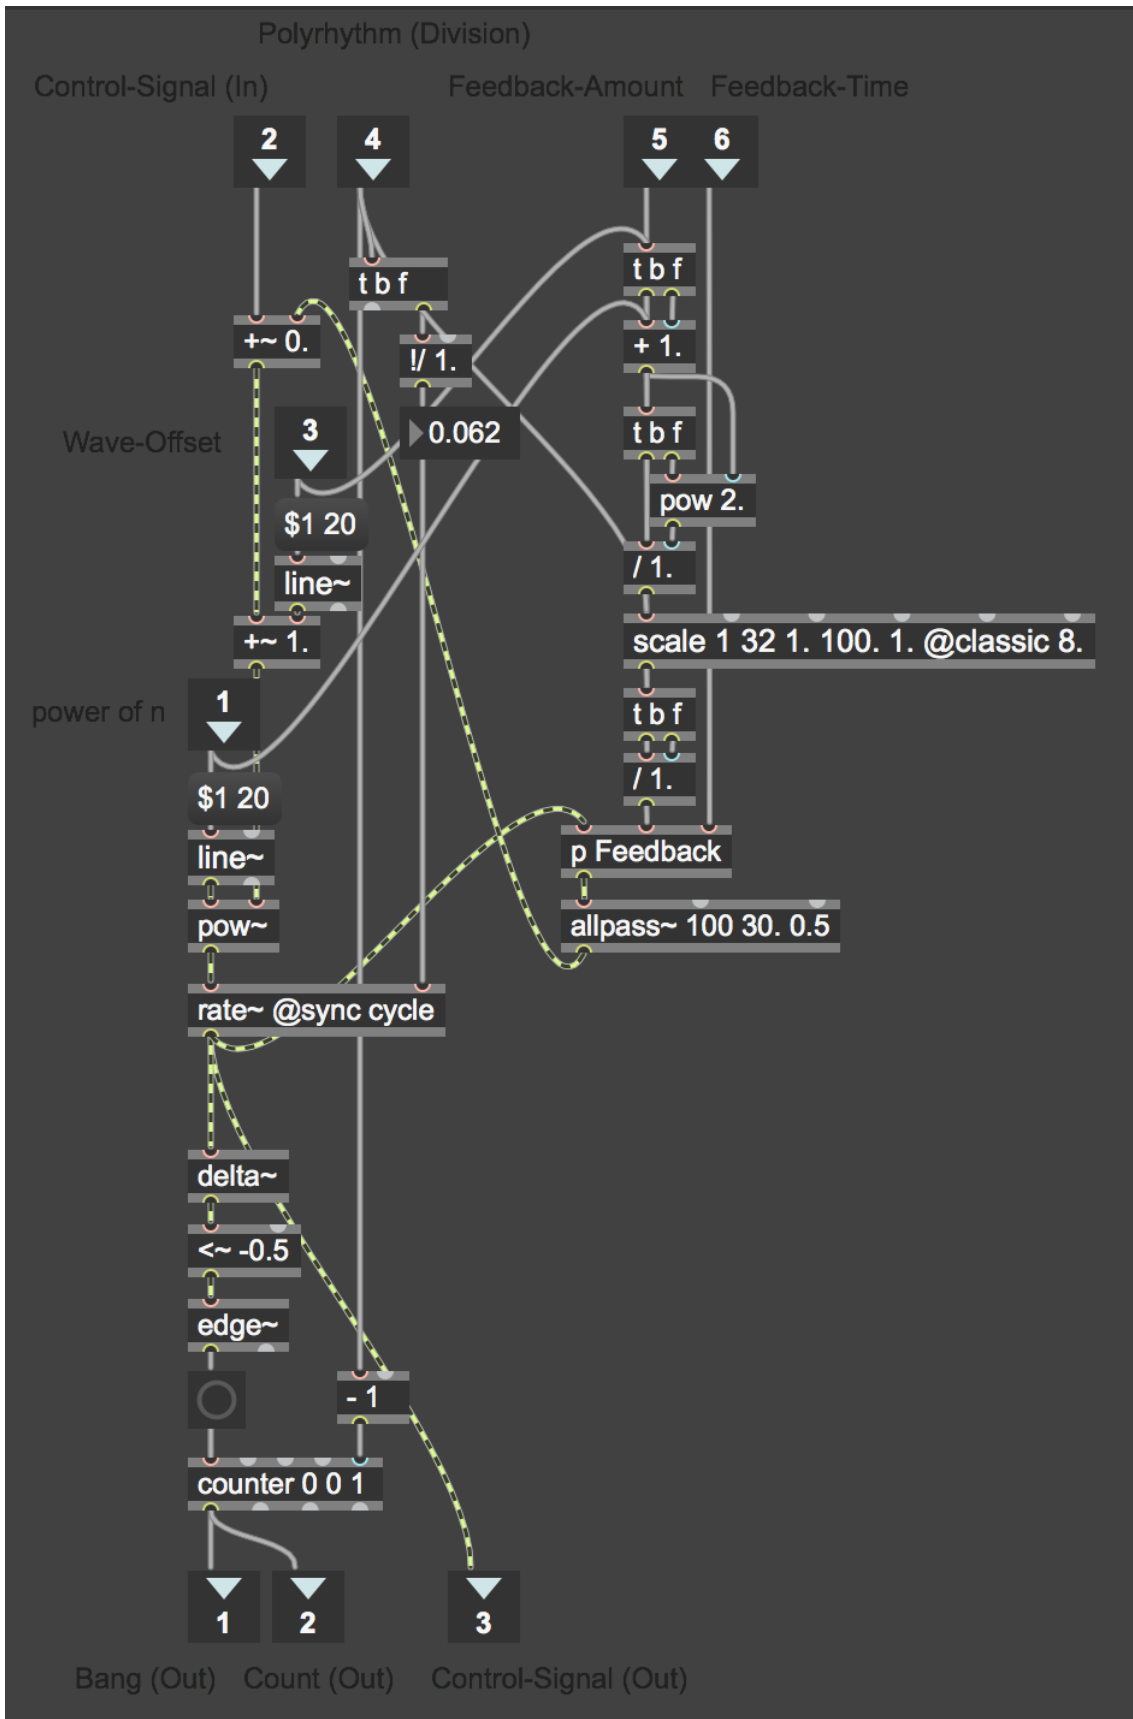 Polyrhythm (Division)
Control-Signal (In)
Feedback-Amount
Feedback-Time
2
4
5
6
t b f
t b f
+~ 0.
!/ 1.
+ 1.
Wave-Offset
3
0.062
t b f
$1 20
pow 2.
line~
/ 1.
+~ 1.
scale 1 32 1. 100. 1. @classic 8.
power of n
1
t b f
$1 20
/ 1.
line~
p Feedback
pow~
allpass~ 100 30. 0.5
rate~ @sync cycle
delta~
<~ -0.5
edge~
- 1
counter 0 0 1
1
2
3
Bang (Out)
Count (Out)
Control-Signal (Out)